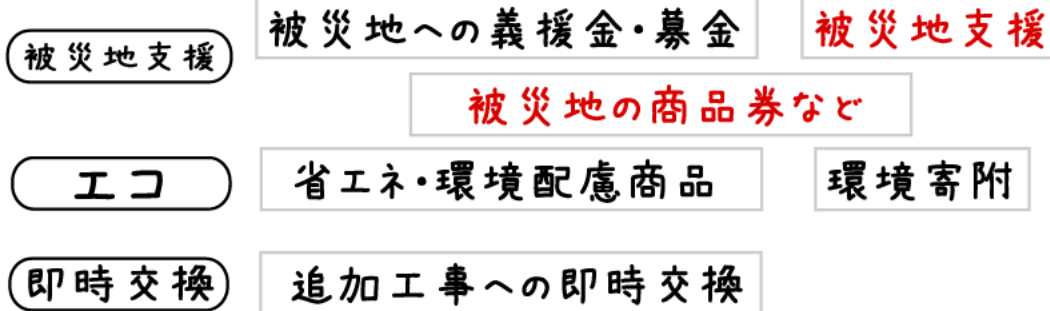 被災地支援 被災地への義援金・募金 被災地支援
被災地の商品券など
エコ 省エネ・環境配慮商品 環境寄附
即時交換 追加工事への即時交換